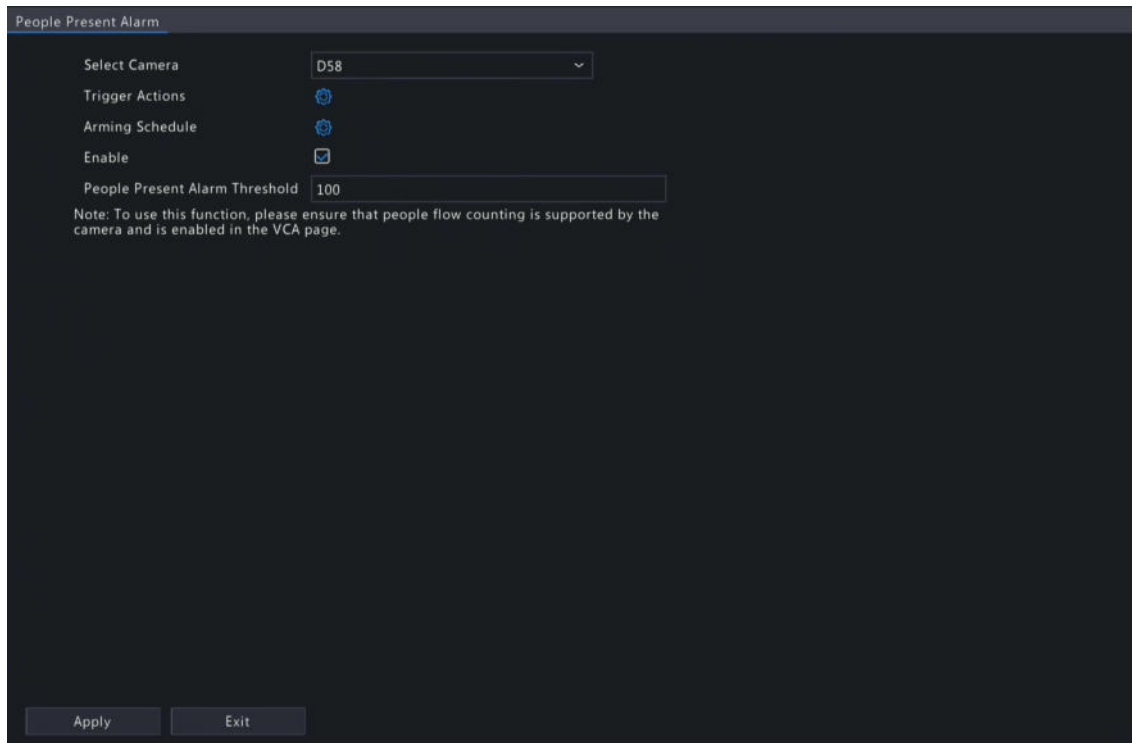 People Present Alarm
Select Camera D58
Trigger Actions
Arming Schedule
Enable
People Present Alarm Threshold 100
Note: To use this function, please ensure that people flow counting is supported by the
camera and is enabled in the VCA page.
Apply Exit